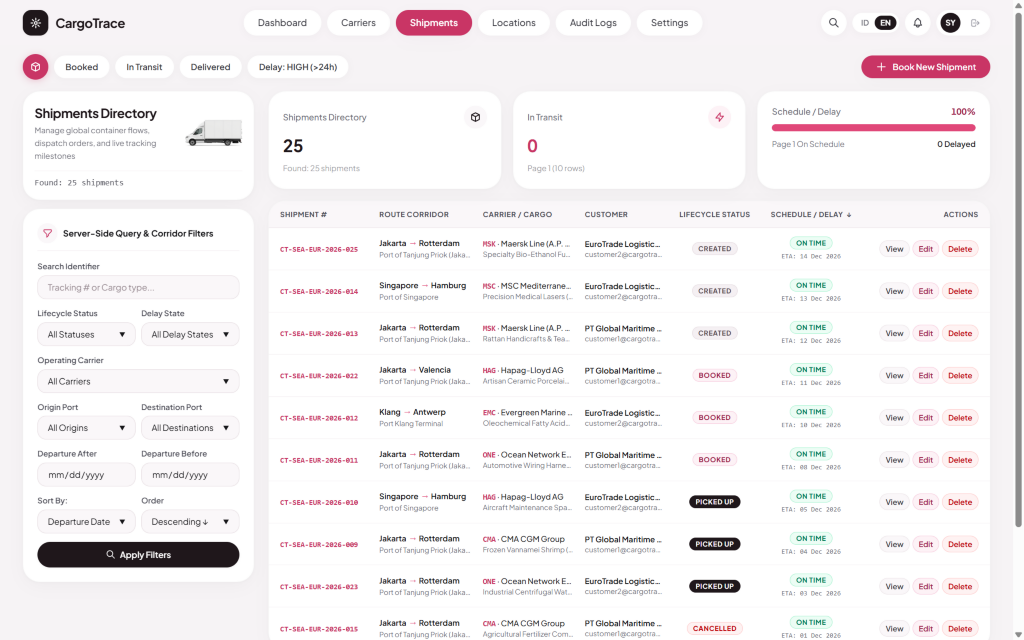 CargoTrace
Dashboard
Carriers
Shipments
Locations
Audit Logs
Settings
ID EN
SY
Booked
In Transit
Delivered
Delay: HIGH (>24h)
+ Book New Shipment
Shipments Directory
Manage global container flows,
dispatch orders, and live tracking
milestones
Found: 25 shipments
Shipments Directory
25
Found: 25 shipments
In Transit
0
Page 1 (10 rows)
Schedule / Delay 100%
Page 1 On Schedule 0 Delayed
Server-Side Query & Corridor Filters
Search Identifier
Tracking # or Cargo type...
Lifecycle Status Delay State
All Statuses ▼ All Delay States ▼
Operating Carrier
All Carriers ▼
Origin Port Destination Port
All Origins ▼ All Destinations ▼
Departure After Departure Before
mm/dd/yyyy mm/dd/yyyy
Sort By: Order
Departure Date ▼ Descending ↓ ▼
Apply Filters
SHIPMENT # ROUTE CORRIDOR CARRIER / CARGO CUSTOMER LIFECYCLE STATUS SCHEDULE / DELAY ↓ ACTIONS
CT-SEA-EUR-2026-025 Jakarta → Rotterdam MSK · Maersk Line (A.P. ... EuroTrade Logistic... CREATED ON TIME View Edit Delete
Port of Tanjung Priok (Jaka... Specialty Bio-Ethanol Fu... customer2@cargotra... ETA: 14 Dec 2026
CT-SEA-EUR-2026-014 Singapore → Hamburg MSC · MSC Mediterrane... EuroTrade Logistic... CREATED ON TIME View Edit Delete
Port of Singapore Precision Medical Lasers (... customer2@cargotra... ETA: 13 Dec 2026
CT-SEA-EUR-2026-013 Jakarta → Rotterdam MSK · Maersk Line (A.P. ... PT Global Maritime ... CREATED ON TIME View Edit Delete
Port of Tanjung Priok (Jaka... Rattan Handicrafts & Tea... customer1@cargotra... ETA: 12 Dec 2026
CT-SEA-EUR-2026-022 Jakarta → Valencia HAG · Hapag-Lloyd AG PT Global Maritime ... BOOKED ON TIME View Edit Delete
Port of Tanjung Priok (Jaka... Artisan Ceramic Porcelai... customer1@cargotra... ETA: 11 Dec 2026
CT-SEA-EUR-2026-012 Klang → Antwerp EMC · Evergreen Marine ... EuroTrade Logistic... BOOKED ON TIME View Edit Delete
Port Klang Terminal Oleochemical Fatty Acid... customer2@cargotra... ETA: 10 Dec 2026
CT-SEA-EUR-2026-011 Jakarta → Rotterdam ONE · Ocean Network E... PT Global Maritime ... BOOKED ON TIME View Edit Delete
Port of Tanjung Priok (Jaka... Automotive Wiring Harne... customer1@cargotra... ETA: 08 Dec 2026
CT-SEA-EUR-2026-010 Singapore → Hamburg HAG · Hapag-Lloyd AG EuroTrade Logistic... PICKED UP ON TIME View Edit Delete
Port of Singapore Aircraft Maintenance Spa... customer2@cargotra... ETA: 05 Dec 2026
CT-SEA-EUR-2026-009 Jakarta → Rotterdam CMA · CMA CGM Group PT Global Maritime ... PICKED UP ON TIME View Edit Delete
Port of Tanjung Priok (Jaka... Frozen Vannamei Shrimp (... customer1@cargotra... ETA: 04 Dec 2026
CT-SEA-EUR-2026-023 Jakarta → Rotterdam ONE · Ocean Network E... EuroTrade Logistic... PICKED UP ON TIME View Edit Delete
Port of Tanjung Priok (Jaka... Industrial Centrifugal Wat... customer2@cargotra... ETA: 03 Dec 2026
CT-SEA-EUR-2026-015 Jakarta → Rotterdam CMA · CMA CGM Group PT Global Maritime ... CANCELLED ON TIME View Edit Delete
Port of Tanjung Priok (Jaka... Agricultural Fertilizer Com... customer1@cargotra... ETA: 01 Dec 2026